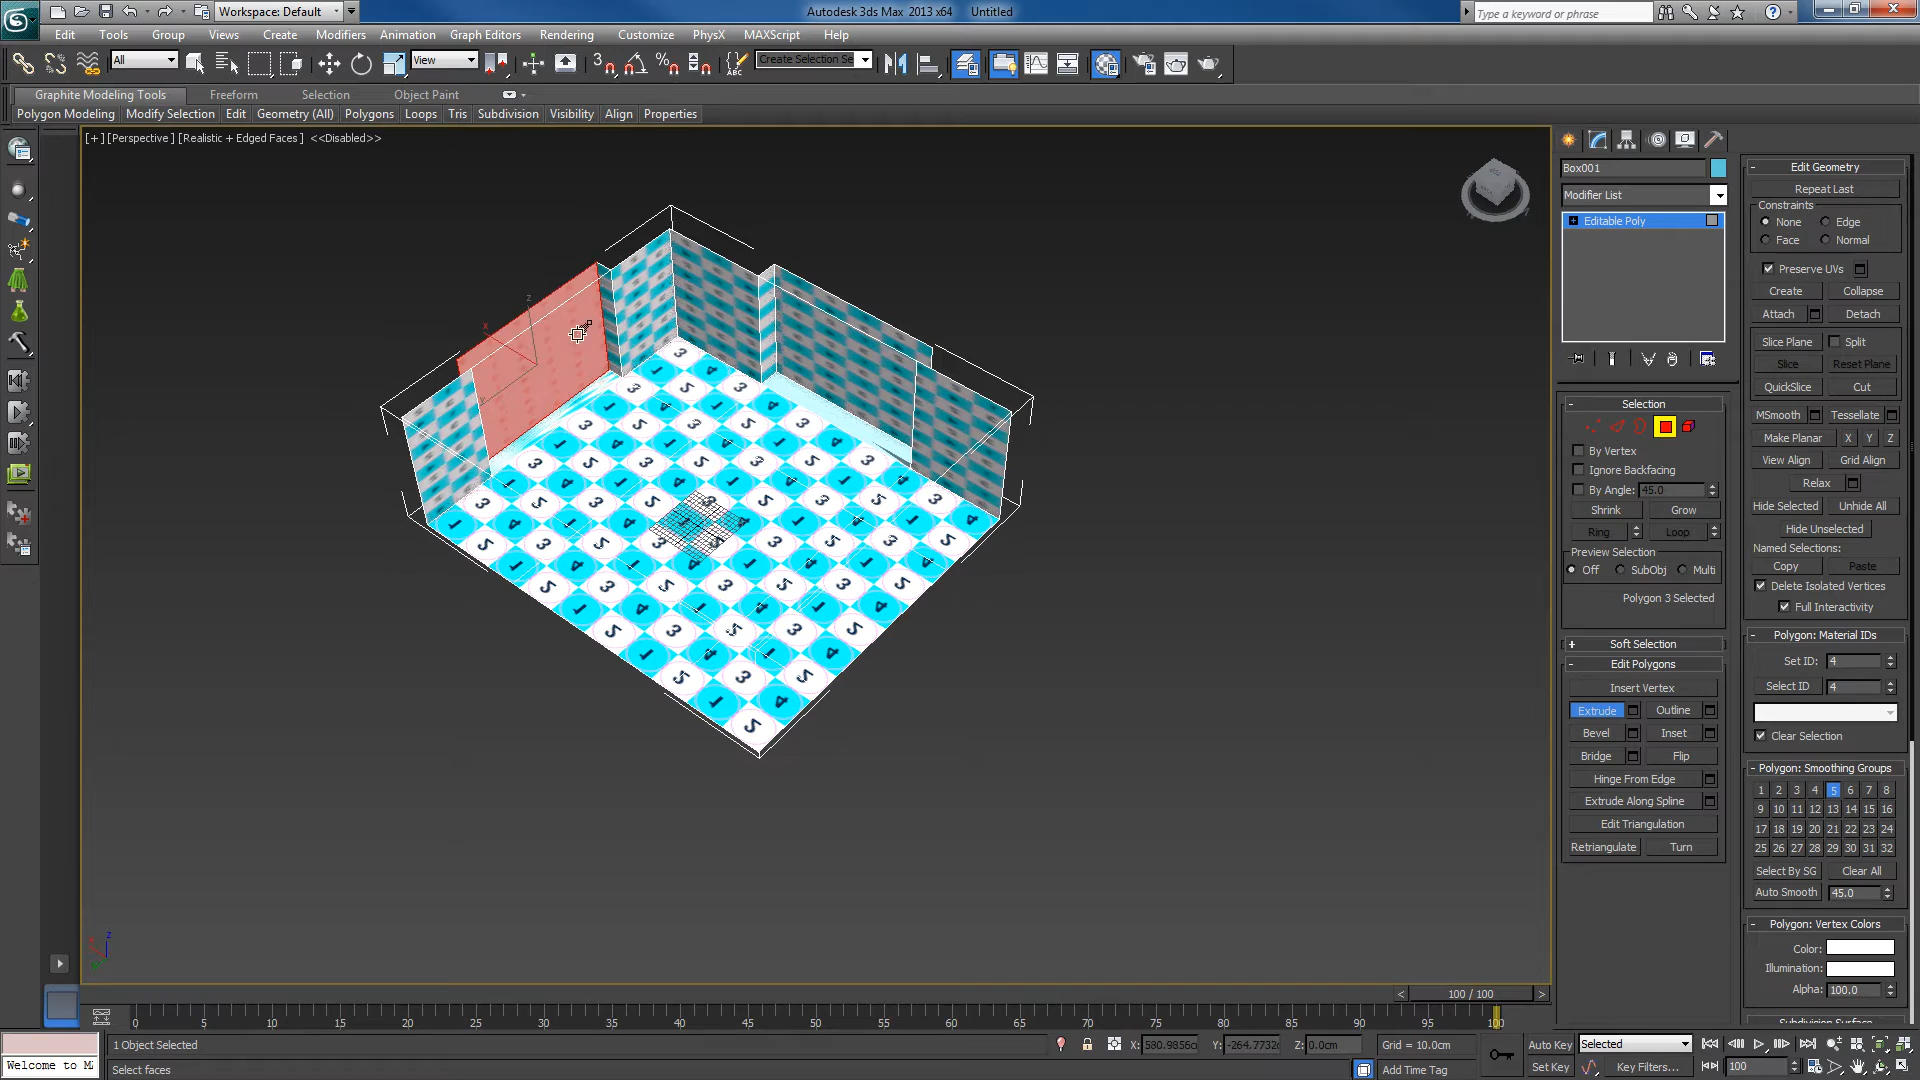 Workspace: Default
Autodesk 3ds Max 2013 x64 Untitled
Type a keyword or phrase
Edit Tools Group Views Create Modifiers Animation Graph Editors Rendering Customize PhysX MAXScript Help
All
View
Create Selection Se
Graphite Modeling Tools Freeform Selection Object Paint
Polygon Modeling Modify Selection Edit Geometry (All) Polygons Loops Tris Subdivision Visibility Align Properties
[+] [Perspective ] [Realistic + Edged Faces ] <<Disabled>>
Box001
Modifier List
Editable Poly
Selection
By Vertex
Ignore Backfacing
By Angle: 45.0
Shrink Grow
Ring Loop
Preview Selection
Off SubObj Multi
Polygon 3 Selected
Soft Selection
Edit Polygons
Insert Vertex
Extrude Outline
Bevel Inset
Bridge Flip
Hinge From Edge
Extrude Along Spline
Edit Triangulation
Retriangulate Turn
Edit Geometry
Repeat Last
Constraints
None Edge
Face Normal
Preserve UVs
Create Collapse
Attach Detach
Slice Plane Split
Slice Reset Plane
QuickSlice Cut
MSmooth Tessellate
Make Planar X Y Z
View Align Grid Align
Relax
Hide Selected Unhide All
Hide Unselected
Named Selections:
Copy Paste
Delete Isolated Vertices
Full Interactivity
Polygon: Material IDs
Set ID: 4
Select ID 4
Clear Selection
Polygon: Smoothing Groups
1 2 3 4 5 6 7 8
9 10 11 12 13 14 15 16
17 18 19 20 21 22 23 24
25 26 27 28 29 30 31 32
Select By SG Clear All
Auto Smooth 45.0
Polygon: Vertex Colors
Color:
Illumination:
Alpha: 100.0
Subdivision Surface
100 / 100
0 5 10 15 20 25 30 35 40 45 50 55 60 65 70 75 80 85 90 95 100
1 Object Selected
X: 580.9856c Y: -264.7732c Z: 0.0cm Grid = 10.0cm Auto Key Selected
Welcome to M
Select faces
Add Time Tag Set Key Key Filters... 100